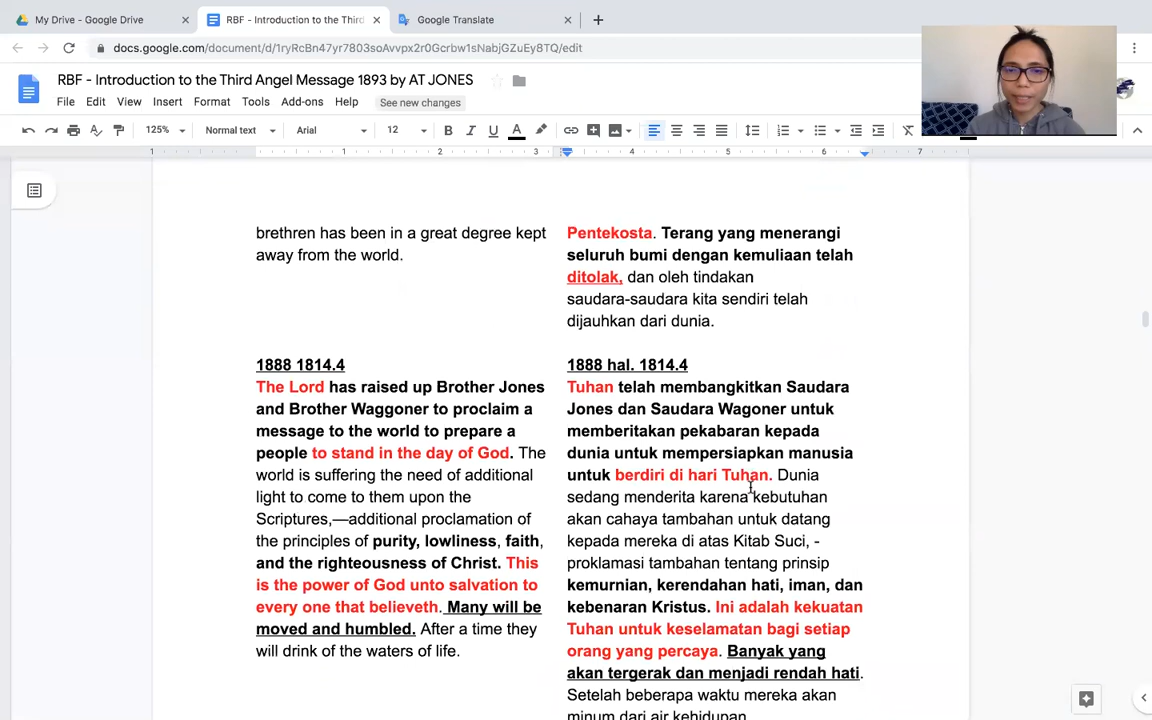 My Drive - Google Drive
RBF - Introduction to the Third
Google Translate
docs.google.com/document/d/1ryRcBn47yr7803soAvvpx2r0Gcrbw1sNabjGZuEy8TQ/edit
RBF - Introduction to the Third Angel Message 1893 by AT JONES
File Edit View Insert Format Tools Add-ons Help See new changes
125% Normal text Arial 12 B I U A
1 1 2 3 4 5 6 7
brethren has been in a great degree kept
away from the world.
1888 1814.4
The Lord has raised up Brother Jones
and Brother Waggoner to proclaim a
message to the world to prepare a
people to stand in the day of God. The
world is suffering the need of additional
light to come to them upon the
Scriptures,—additional proclamation of
the principles of purity, lowliness, faith,
and the righteousness of Christ. This
is the power of God unto salvation to
every one that believeth. Many will be
moved and humbled. After a time they
will drink of the waters of life.
Pentekosta. Terang yang menerangi
seluruh bumi dengan kemuliaan telah
ditolak, dan oleh tindakan
saudara-saudara kita sendiri telah
dijauhkan dari dunia.
1888 hal. 1814.4
Tuhan telah membangkitkan Saudara
Jones dan Saudara Wagoner untuk
memberitakan pekabaran kepada
dunia untuk mempersiapkan manusia
untuk berdiri di hari Tuhan. Dunia
sedang menderita karena kebutuhan
akan cahaya tambahan untuk datang
kepada mereka di atas Kitab Suci, -
proklamasi tambahan tentang prinsip
kemurnian, kerendahan hati, iman, dan
kebenaran Kristus. Ini adalah kekuatan
Tuhan untuk keselamatan bagi setiap
orang yang percaya. Banyak yang
akan tergerak dan menjadi rendah hati.
Setelah beberapa waktu mereka akan
minum dari air kehidupan.